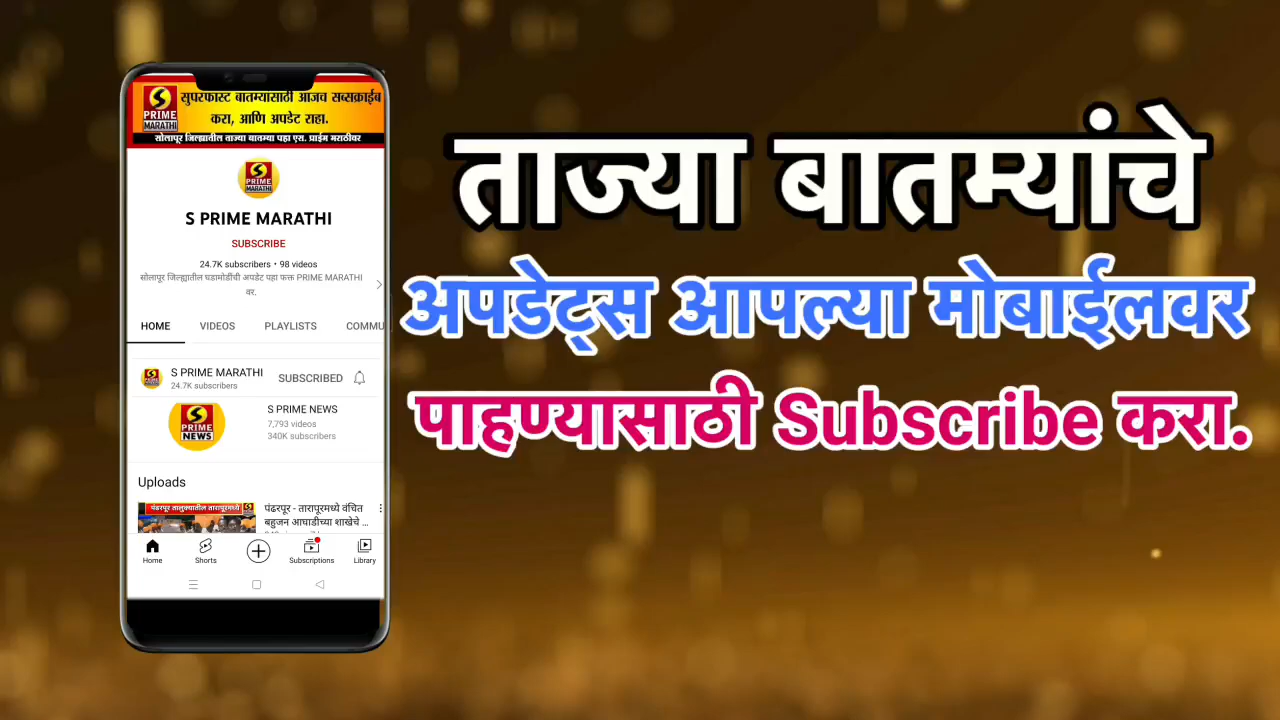 सुपरफास्ट बातम्यासाठी आजच सब्सक्राईब
करा, आणि अपडेट राहा.
PRIME
MARATHI
सोलापूर जिल्ह्यातील ताज्या बातम्या पहा एस. प्राईम मराठीवर
S PRIME MARATHI
SUBSCRIBE
24.7K subscribers • 98 videos
सोलापूर जिल्ह्यातील घडामोडींची अपडेट पहा फक्त PRIME MARATHI
वर.
HOME VIDEOS PLAYLISTS COMMU
S PRIME MARATHI
24.7K subscribers
SUBSCRIBED
S PRIME NEWS
7,793 videos
340K subscribers
PRIME
NEWS
Uploads
पंढरपूर तालुक्यातील तारापूरमध्ये
पंढरपूर - तारापूरमध्ये वंचित
बहुजन आघाडीच्या शाखेचे ...
Home Shorts Subscriptions Library
ताज्या बातम्यांचे
अपडेट्स आपल्या मोबाईलवर
पाहण्यासाठी Subscribe करा.